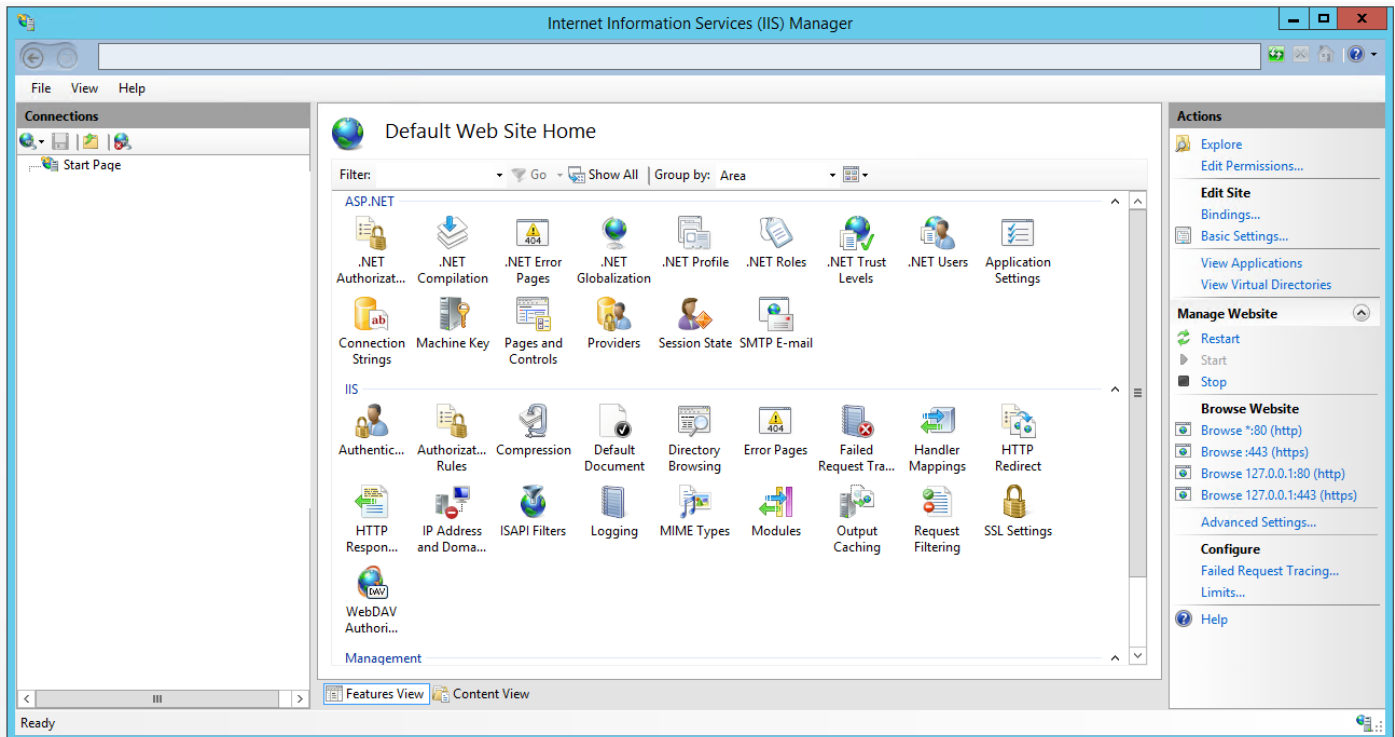 Internet Information Services (IIS) Manager
File View Help
Connections
Start Page
Default Web Site Home
Filter: Go Show All Group by: Area
ASP.NET
.NET Authorizat...
.NET Compilation
.NET Error Pages
.NET Globalization
.NET Profile
.NET Roles
.NET Trust Levels
.NET Users
Application Settings
Connection Strings
Machine Key
Pages and Controls
Providers
Session State
SMTP E-mail
IIS
Authentic...
Authorizat... Rules
Compression
Default Document
Directory Browsing
Error Pages
Failed Request Tra...
Handler Mappings
HTTP Redirect
HTTP Respon...
IP Address and Doma...
ISAPI Filters
Logging
MIME Types
Modules
Output Caching
Request Filtering
SSL Settings
WebDAV Authori...
Management
Features View Content View
Ready
Actions
Explore
Edit Permissions...
Edit Site
Bindings...
Basic Settings...
View Applications
View Virtual Directories
Manage Website
Restart
Start
Stop
Browse Website
Browse *:80 (http)
Browse :443 (https)
Browse 127.0.0.1:80 (http)
Browse 127.0.0.1:443 (https)
Advanced Settings...
Configure
Failed Request Tracing...
Limits...
Help